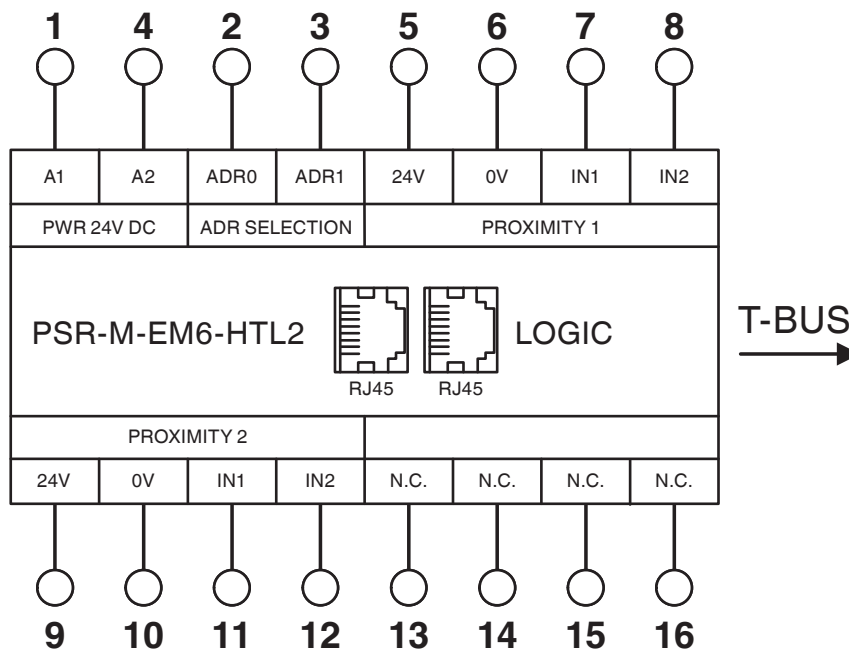 1 4 2 3 5 6 7 8
A1 A2 ADR0 ADR1 24V 0V IN1 IN2
PWR 24V DC ADR SELECTION PROXIMITY 1
PSR-M-EM6-HTL2 LOGIC T-BUS
RJ45 RJ45
PROXIMITY 2
24V 0V IN1 IN2 N.C. N.C. N.C. N.C.
9 10 11 12 13 14 15 16